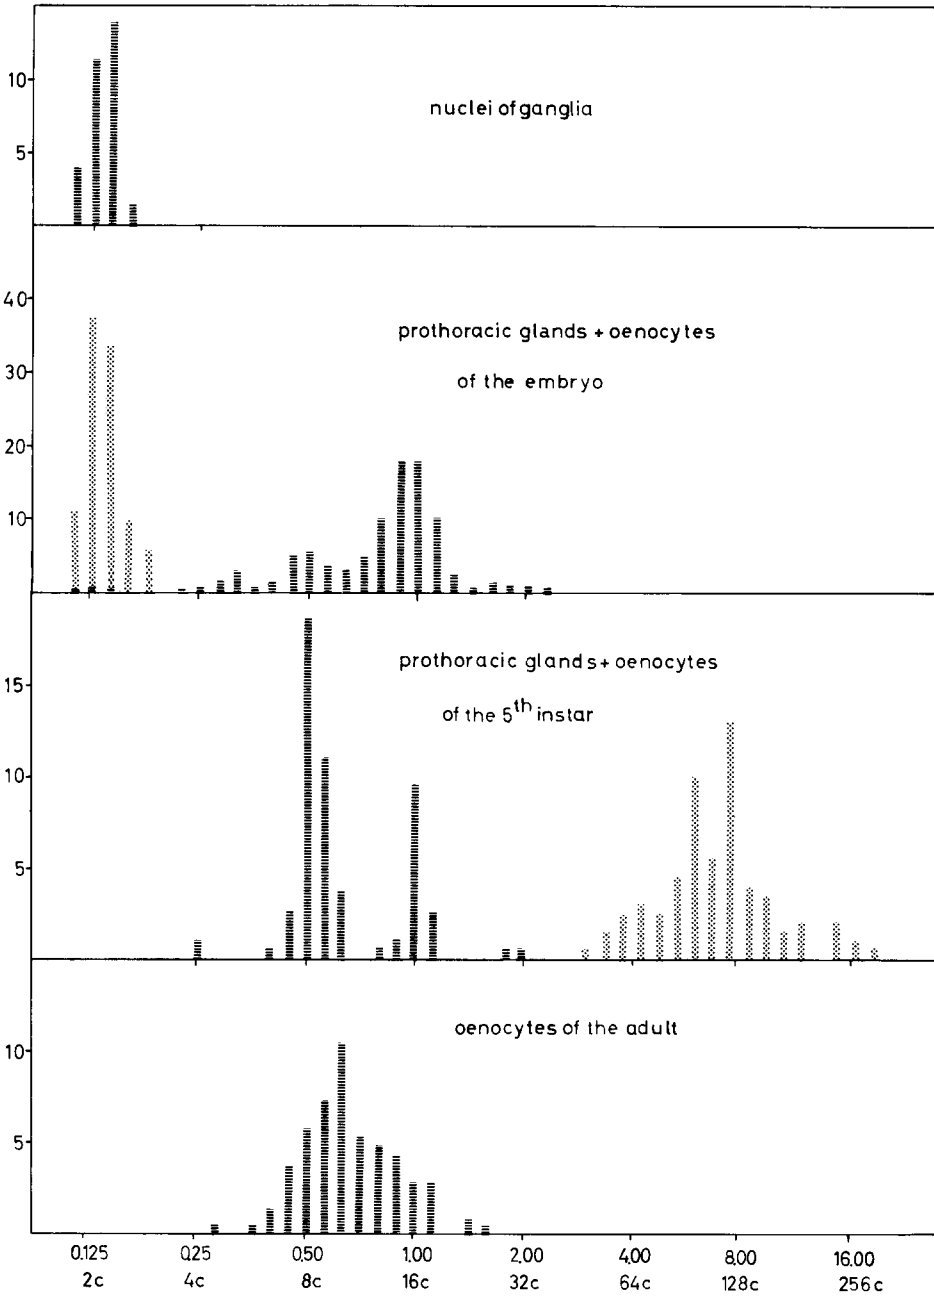 10
5
nuclei of ganglia
40
30
20
10
prothoracic glands + oenocytes
of the embryo
15
10
5
prothoracic glands + oenocytes
of the 5th instar
10
5
oenocytes of the adult
0.125 0.25 0.50 1.00 2.00 4.00 8.00 16.00
2c 4c 8c 16c 32c 64c 128c 256c